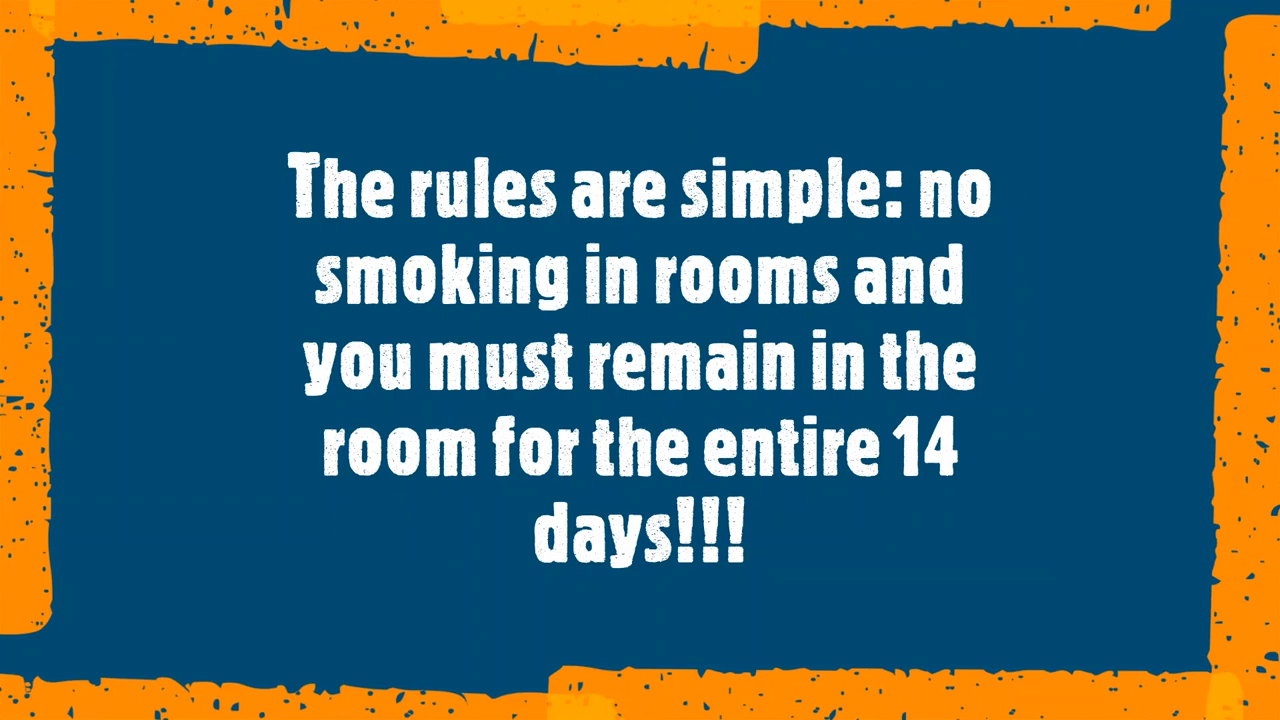 The rules are simple: no
smoking in rooms and
you must remain in the
room for the entire 14
days!!!